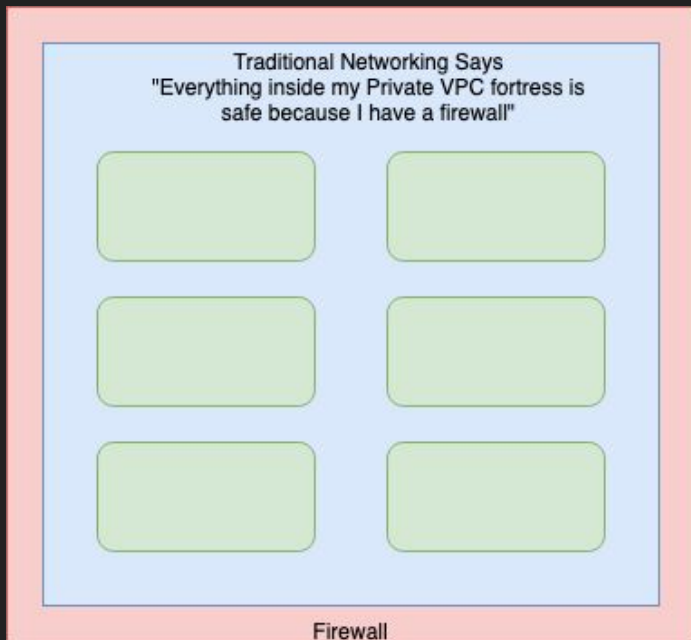 Traditional Networking Says
"Everything inside my Private VPC fortress is
safe because I have a firewall"
Firewall